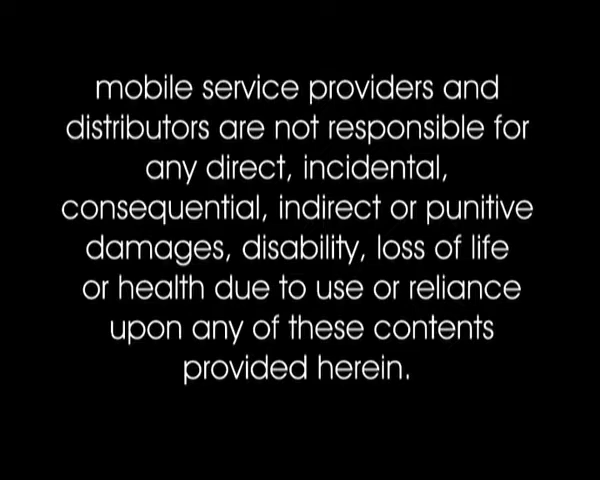 mobile service providers and
distributors are not responsible for
any direct, incidental,
consequential, indirect or punitive
damages, disability, loss of life
or health due to use or reliance
upon any of these contents
provided herein.